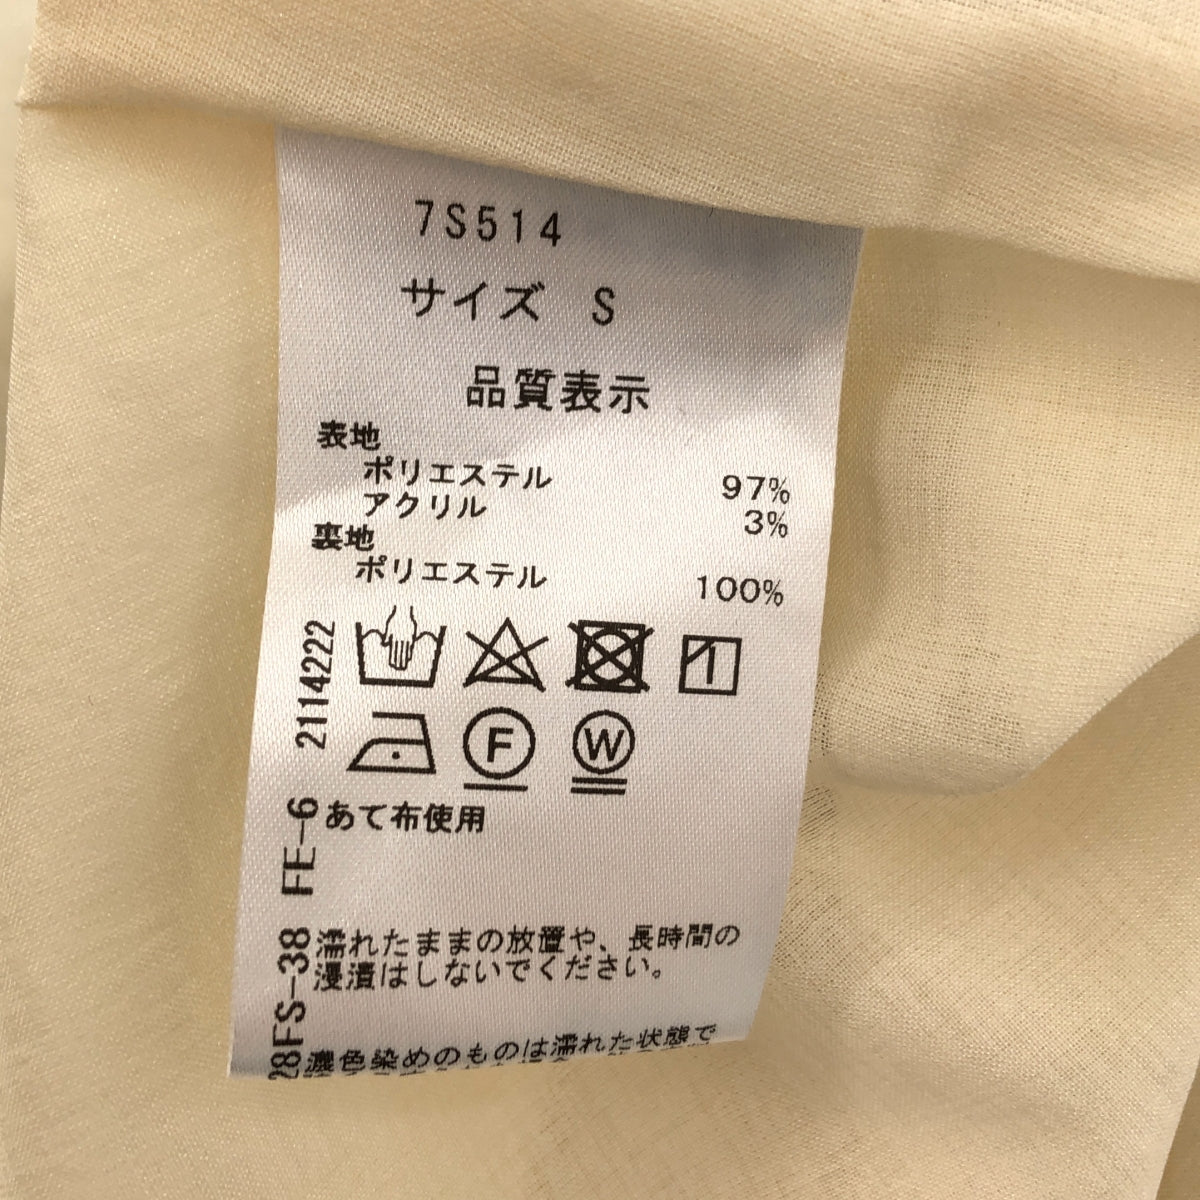 7S514
サイズ S
品質表示
表地
ポリエステル 97%
アクリル 3%
裏地
ポリエステル 100%
F
W
あて布使用
濡れたままの放置や、長時間の
浸漬はしないでください。
濃色染めのものは濡れた状態で
28FS-38 FE-6 2114222